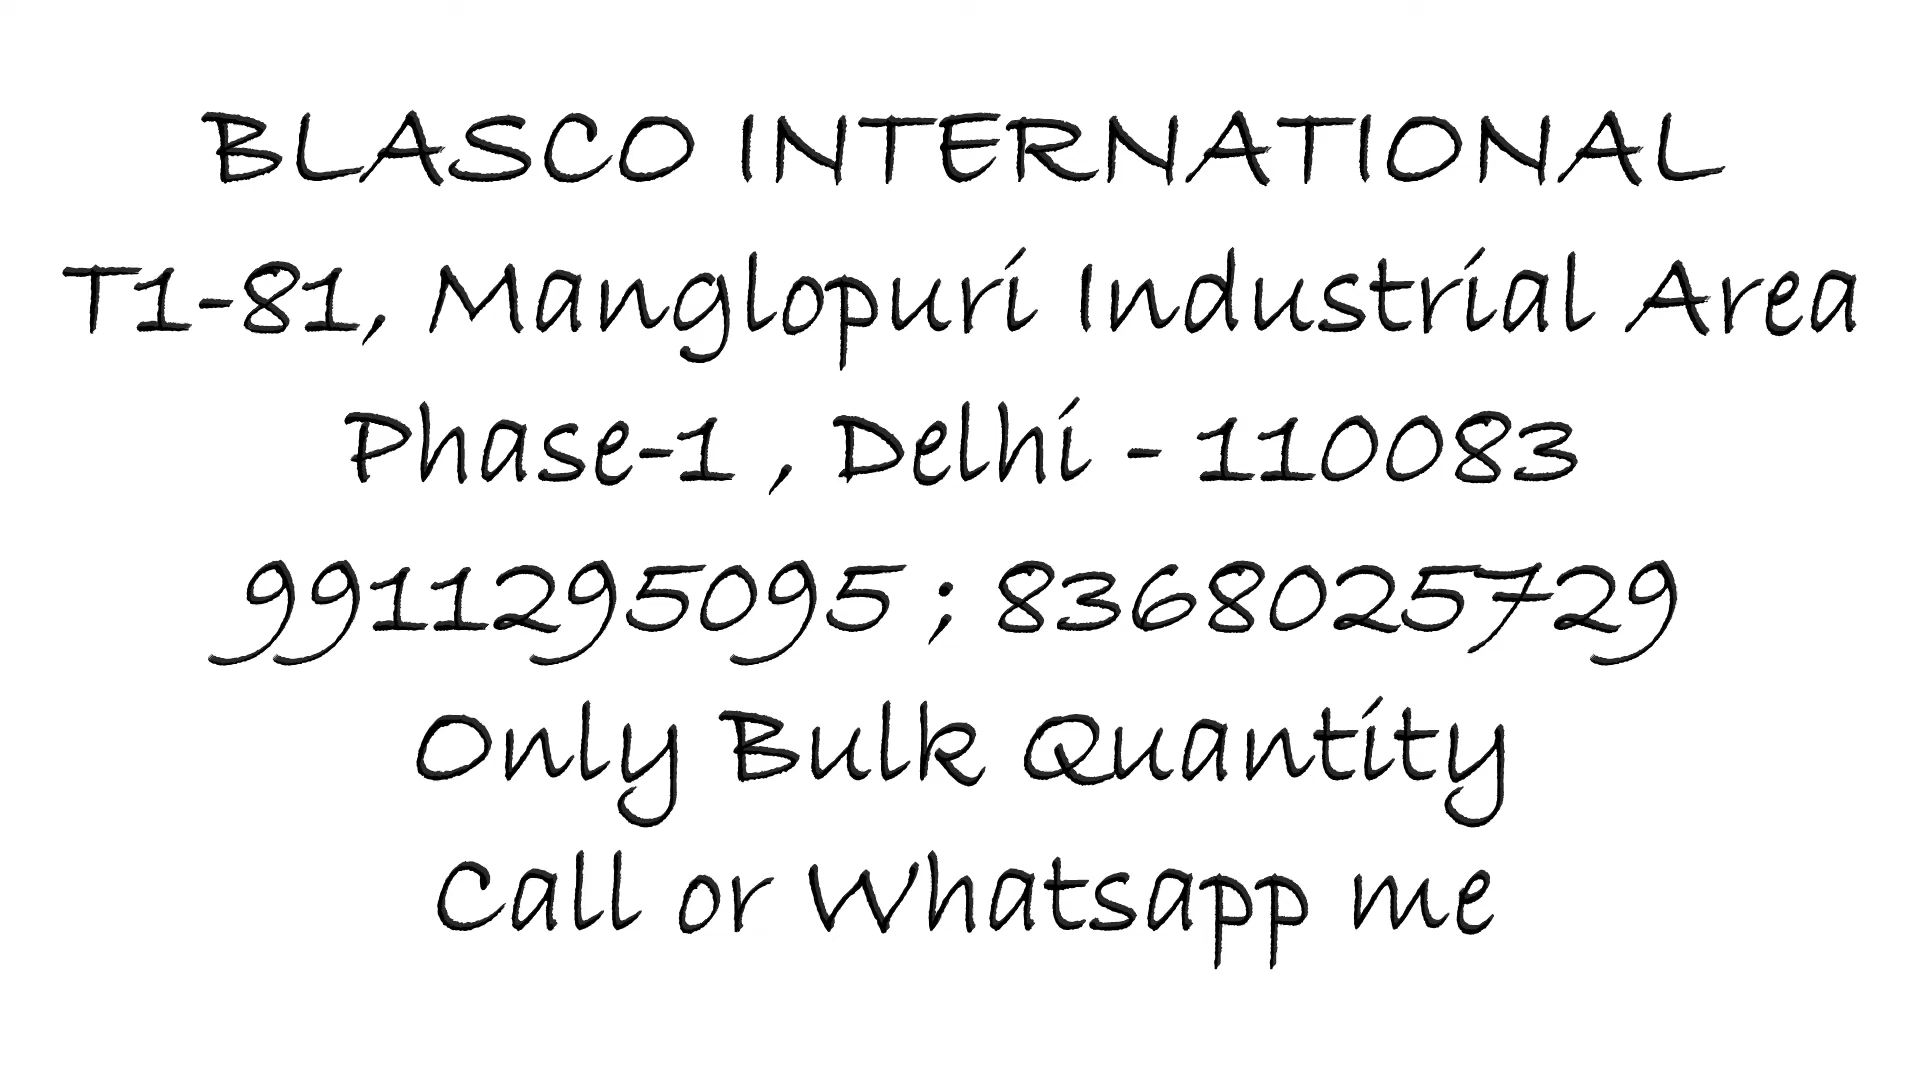 BLASCO INTERNATIONAL
T1-81, Manglopuri Industrial Area
Phase-1 , Delhi - 110083
9911295095 ; 8368025729
Only Bulk Quantity
Call or Whatsapp me